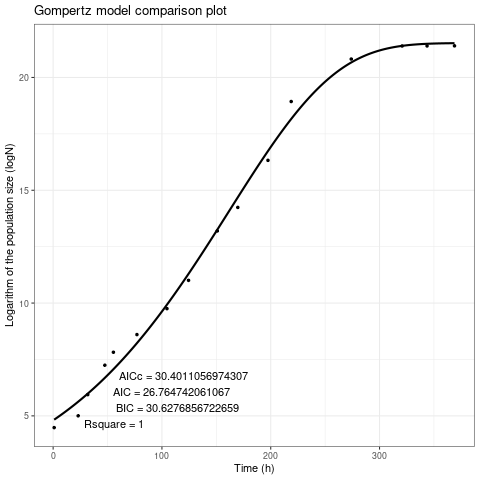 Gompertz model comparison plot
Logarithm of the population size (logN)
20
15
10
5
AICc = 30.4011056974307
AIC = 26.764742061067
BIC = 30.6276856722659
Rsquare = 1
0
100
200
300
Time (h)